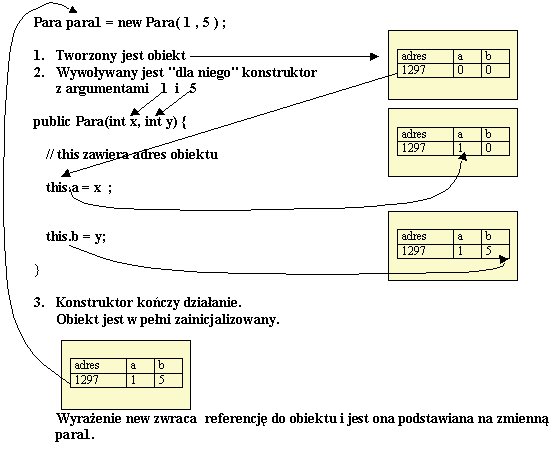 Para para1 = new Para( 1 , 5 ) ;
1. Tworzony jest obiekt
adres a b
1297 0 0
2. Wywoływany jest "dla niego" konstruktor
z argumentami 1 i 5
public Para(int x, int y) {
adres a b
1297 1 0
// this zawiera adres obiektu
this.a = x ;
this.b = y;
adres a b
1297 1 5
}
3. Konstruktor kończy działanie.
Obiekt jest w pełni zainicjalizowany.
adres a b
1297 1 5
Wyrażenie new zwraca referencję do obiektu i jest ona podstawiana na zmienną
para1.